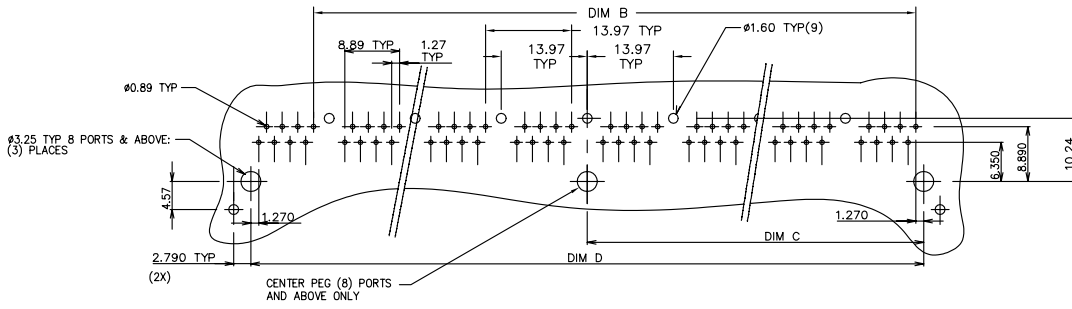 DIM B
13.97 TYP
8.89 TYP
1.27
TYP
13.97
TYP
13.97
TYP
ø1.60 TYP(9)
ø0.89 TYP
ø3.25 TYP 8 PORTS & ABOVE:
(3) PLACES
4.57
1.270
2.790 TYP
(2X)
6.350
8.890
10.24
1.270
DIM C
DIM D
CENTER PEG (8) PORTS
AND ABOVE ONLY